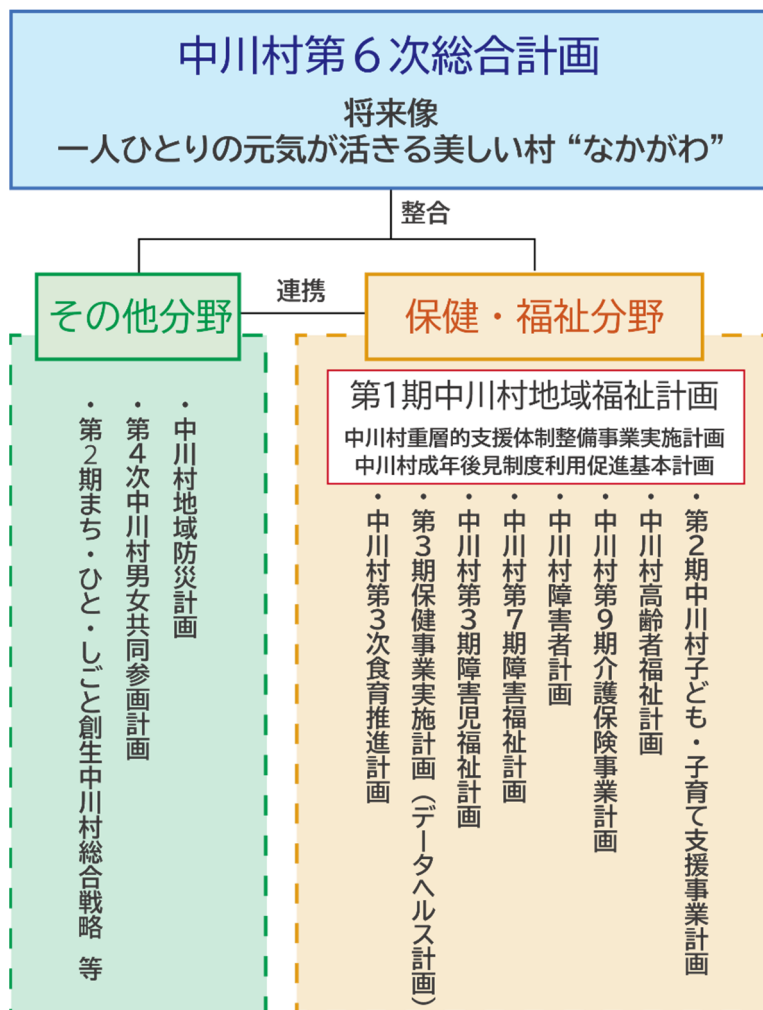 中川村第６次総合計画
将来像
一人ひとりの元気が活きる美しい村 “なかがわ”
整合
その他分野
連携
保健・福祉分野
・中川村地域防災計画
・第４次中川村男女共同参画計画
・第２期まち・ひと・しごと創生中川村総合戦略 等
第1期中川村地域福祉計画
中川村重層的支援体制整備事業実施計画
中川村成年後見制度利用促進基本計画
・第２期中川村子ども・子育て支援事業計画
・中川村高齢者福祉計画
・中川村第９期介護保険事業計画
・中川村障害者計画
・中川村第７期障害福祉計画
・中川村第３期障害児福祉計画
・第３期保健事業実施計画（データヘルス計画）
・中川村第３次食育推進計画